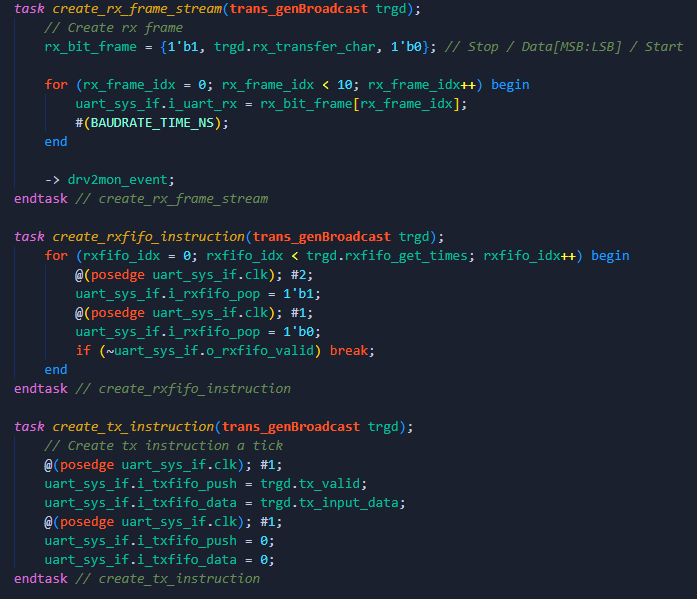 task create_rx_frame_stream(trans_genBroadcast trgd);
    // Create rx frame
    rx_bit_frame = {1'b1, trgd.rx_transfer_char, 1'b0}; // Stop / Data[MSB:LSB] / Start

    for (rx_frame_idx = 0; rx_frame_idx < 10; rx_frame_idx++) begin
        uart_sys_if.i_uart_rx = rx_bit_frame[rx_frame_idx];
        #(BAUDRATE_TIME_NS);
    end

    -> drv2mon_event;
endtask // create_rx_frame_stream

task create_rxfifo_instruction(trans_genBroadcast trgd);
    for (rxfifo_idx = 0; rxfifo_idx < trgd.rxfifo_get_times; rxfifo_idx++) begin
        @(posedge uart_sys_if.clk); #2;
        uart_sys_if.i_rxfifo_pop = 1'b1;
        @(posedge uart_sys_if.clk); #1;
        uart_sys_if.i_rxfifo_pop = 1'b0;
        if (~uart_sys_if.o_rxfifo_valid) break;
    end
endtask // create_rxfifo_instruction

task create_tx_instruction(trans_genBroadcast trgd);
    // Create tx instruction a tick
    @(posedge uart_sys_if.clk); #1;
    uart_sys_if.i_txfifo_push = trgd.tx_valid;
    uart_sys_if.i_txfifo_data = trgd.tx_input_data;
    @(posedge uart_sys_if.clk); #1;
    uart_sys_if.i_txfifo_push = 0;
    uart_sys_if.i_txfifo_data = 0;
endtask // create_tx_instruction